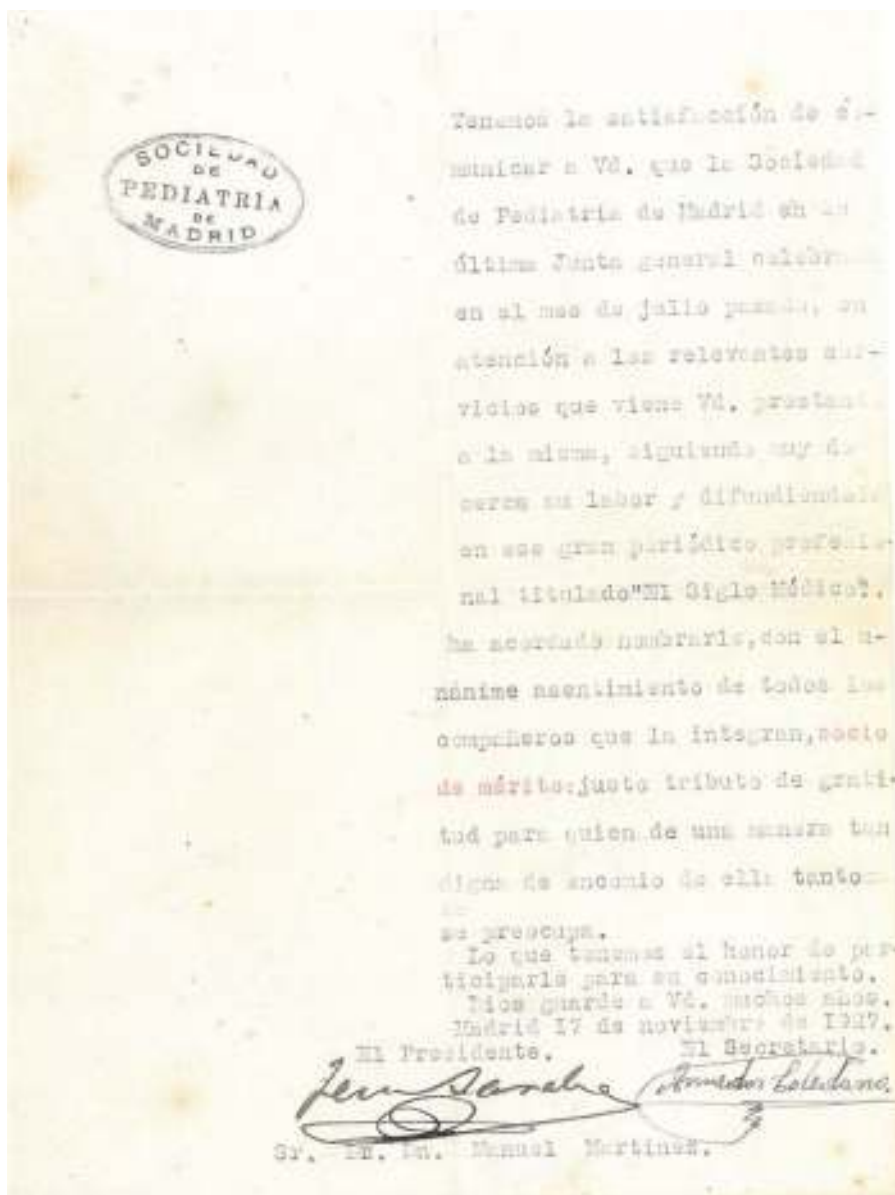 SOCIEDAD
DE
PEDIATRIA
DE
MADRID
Tenemos la satisfacción de co-
municar a Vd. que la Sociedad
de Pediatría de Madrid en la
última Junta general celebrada
en el mes de julio pasado, en
atención a los relevantes ser-
vicios que viene Vd. prestando
a la misma, siguiendo muy de
cerca su labor y difundiendola
en ese gran periódico profesio-
nal titulado"El Siglo Médico".
ha acordado nombrarle,con el u-
nánime asentimiento de todos los
compañeros que la integran,socio
de mérito:justo tributo de grati-
tud para quien de una manera tan
digna de encomio de ella tanto
se preocupa.
Lo que tenemos el honor de par-
ticiparle para su conocimiento.
Dios guarde a Vd. muchos años.
Madrid 17 de noviembre de 1927.
El Presidente. El Secretario.
Sr. Dr. Dn. Manuel Martinez.